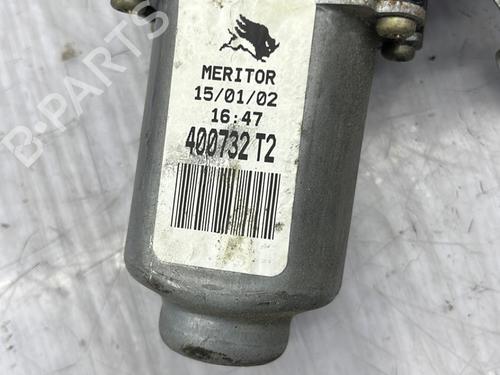 MERITOR
15/01/02
16:47
400732 T2
B-PARTS